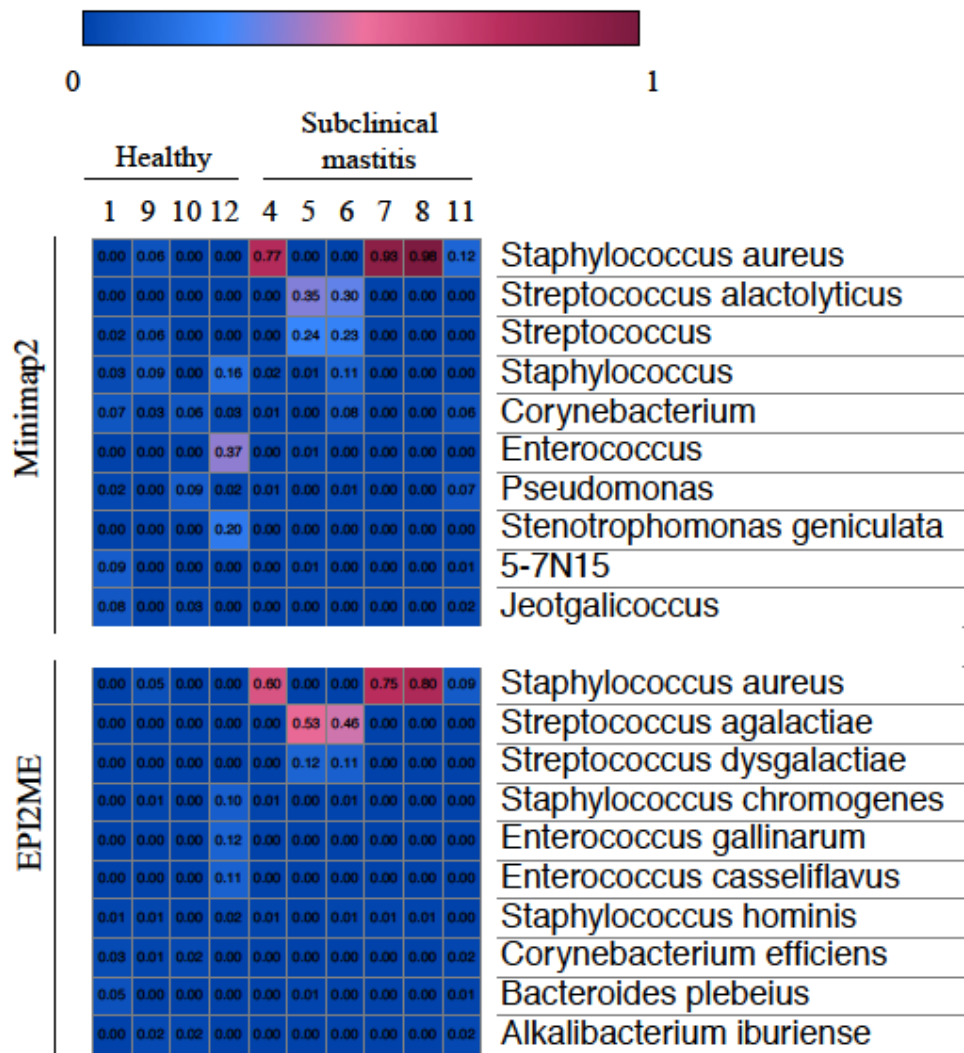 0 1
Subclinical
Healthy mastitis
1 9 10 12 4 5 6 7 8 11
Minimap2
0.00 0.06 0.00 0.00 0.77 0.00 0.00 0.93 0.98 0.12 Staphylococcus aureus
0.00 0.00 0.00 0.00 0.00 0.35 0.30 0.00 0.00 0.00 Streptococcus alactolyticus
0.02 0.06 0.00 0.00 0.00 0.24 0.23 0.00 0.00 0.00 Streptococcus
0.03 0.09 0.00 0.16 0.02 0.01 0.11 0.00 0.00 0.00 Staphylococcus
0.07 0.03 0.06 0.03 0.01 0.00 0.08 0.00 0.00 0.06 Corynebacterium
0.00 0.00 0.00 0.37 0.00 0.01 0.00 0.00 0.00 0.00 Enterococcus
0.02 0.00 0.09 0.02 0.01 0.00 0.01 0.00 0.00 0.07 Pseudomonas
0.00 0.00 0.00 0.20 0.00 0.00 0.00 0.00 0.00 0.00 Stenotrophomonas geniculata
0.09 0.00 0.00 0.00 0.00 0.01 0.00 0.00 0.00 0.01 5-7N15
0.08 0.00 0.03 0.00 0.00 0.00 0.00 0.00 0.00 0.02 Jeotgalicoccus
EPI2ME
0.00 0.05 0.00 0.00 0.60 0.00 0.00 0.75 0.80 0.09 Staphylococcus aureus
0.00 0.00 0.00 0.00 0.00 0.53 0.46 0.00 0.00 0.00 Streptococcus agalactiae
0.00 0.00 0.00 0.00 0.00 0.12 0.11 0.00 0.00 0.00 Streptococcus dysgalactiae
0.00 0.01 0.00 0.10 0.01 0.00 0.01 0.00 0.00 0.00 Staphylococcus chromogenes
0.00 0.00 0.00 0.12 0.00 0.00 0.00 0.00 0.00 0.00 Enterococcus gallinarum
0.00 0.00 0.00 0.11 0.00 0.00 0.00 0.00 0.00 0.00 Enterococcus casseliflavus
0.01 0.01 0.00 0.02 0.01 0.00 0.01 0.01 0.01 0.00 Staphylococcus hominis
0.03 0.01 0.02 0.00 0.00 0.00 0.00 0.00 0.00 0.02 Corynebacterium efficiens
0.05 0.00 0.00 0.00 0.00 0.01 0.00 0.00 0.00 0.01 Bacteroides plebeius
0.00 0.02 0.02 0.00 0.00 0.00 0.00 0.00 0.00 0.02 Alkalibacterium iburiense